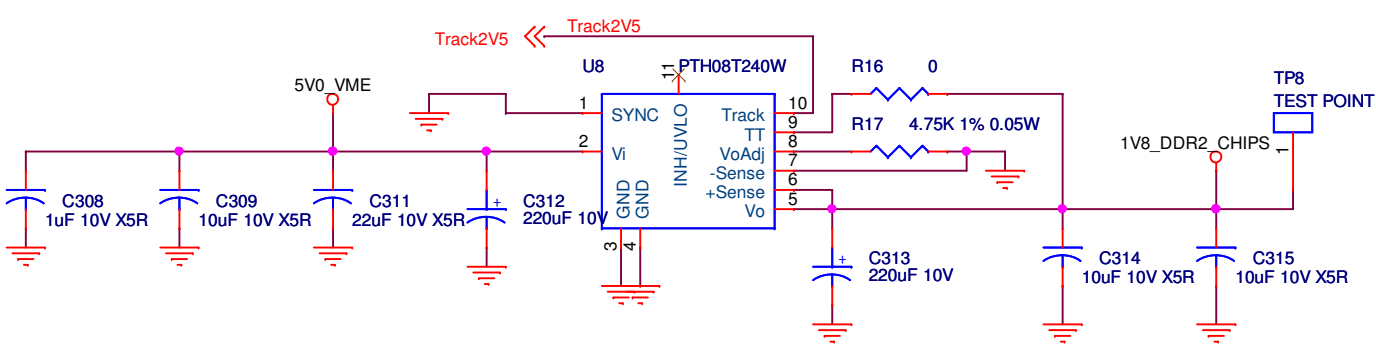 Track2V5
Track2V5
5V0_VME
U8
PTH08T240W
11
R16 0
TP8
TEST POINT
1
SYNC
Track
10
TT
9
R17 4.75K 1% 0.05W
2
Vi
INH/UVLO
VoAdj
8
-Sense
7
+Sense
6
Vo
5
GND
GND
3
4
1V8_DDR2_CHIPS
1
C308
1uF 10V X5R
C309
10uF 10V X5R
C311
22uF 10V X5R
+
C312
220uF 10V
+
C313
220uF 10V
C314
10uF 10V X5R
C315
10uF 10V X5R